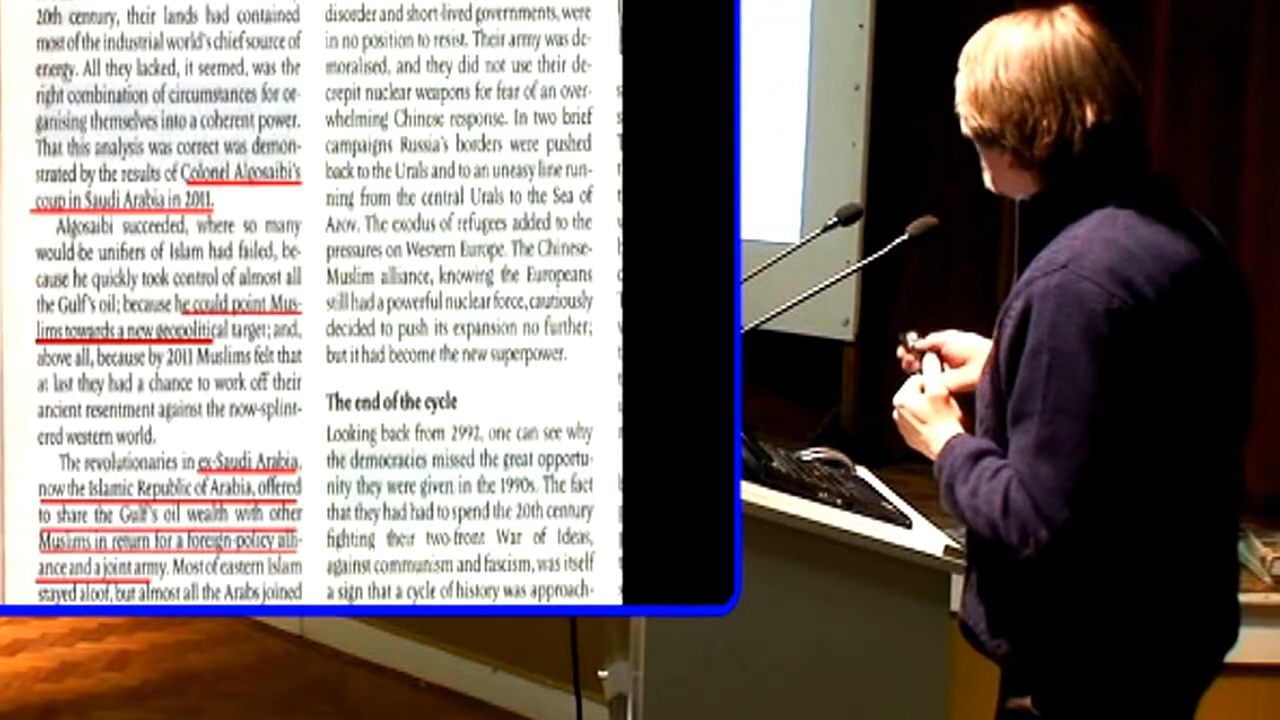 20th century, their lands had contained
most of the industrial world's chief source of
energy. All they lacked, it seemed, was the
right combination of circumstances for or-
ganising themselves into a coherent power.
That this analysis was correct was demon-
strated by the results of Colonel Algosaibi's
coup in Saudi Arabia in 2011.
Algosaibi succeeded, where so many
would-be unifiers of Islam had failed, be-
cause he quickly took control of almost all
the Gulf's oil; because he could point Mus-
lims towards a new geopolitical target; and,
above all, because by 2011 Muslims felt that
at last they had a chance to work off their
ancient resentment against the now-splint-
ered western world.
The revolutionaries in ex-Saudi Arabia,
now the Islamic Republic of Arabia, offered
to share the Gulf's oil wealth with other
Muslims in return for a foreign-policy alli-
ance and a joint army. Most of eastern Islam
stayed aloof, but almost all the Arabs joined
disorder and short-lived governments, were
in no position to resist. Their army was de-
moralised, and they did not use their de-
crepit nuclear weapons for fear of an over-
whelming Chinese response. In two brief
campaigns Russia's borders were pushed
back to the Urals and to an uneasy line run-
ning from the central Urals to the Sea of
Azov. The exodus of refugees added to the
pressures on Western Europe. The Chinese-
Muslim alliance, knowing the Europeans
still had a powerful nuclear force, cautiously
decided to push its expansion no further;
but it had become the new superpower.
The end of the cycle
Looking back from 2992, one can see why
the democracies missed the great opportu-
nity they were given in the 1990s. The fact
that they had had to spend the 20th century
fighting their two-front War of Ideas,
against communism and fascism, was itself
a sign that a cycle of history was approach-